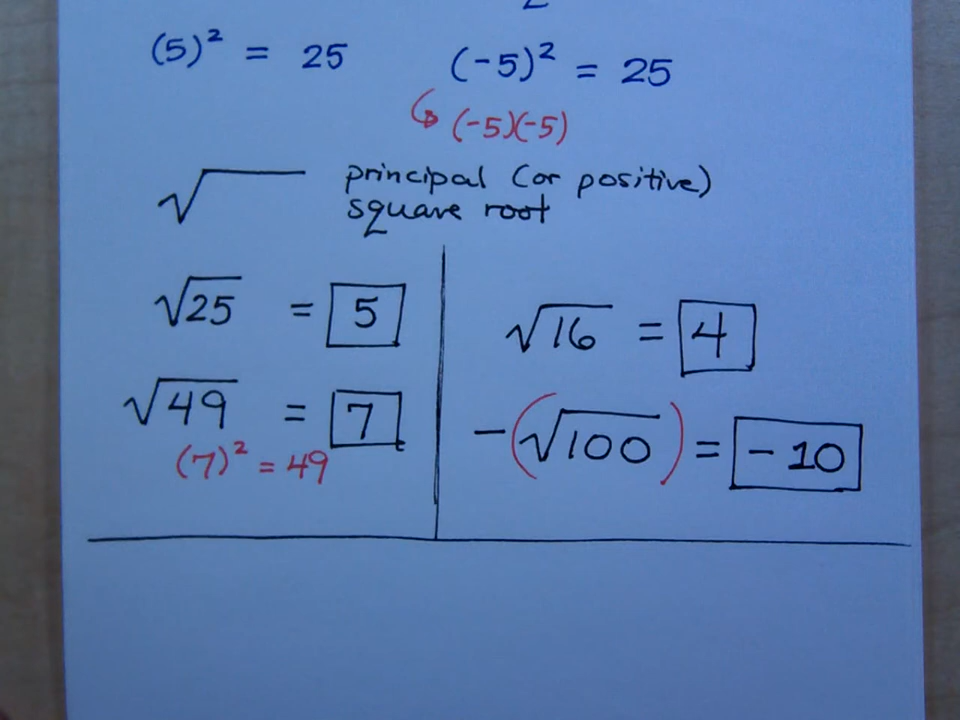 (5)² = 25
(-5)² = 25
(-5)(-5)
√ principal (or positive)
square root
√25 = 5
√16 = 4
√49 = 7
(7)² = 49
-(√100) = -10